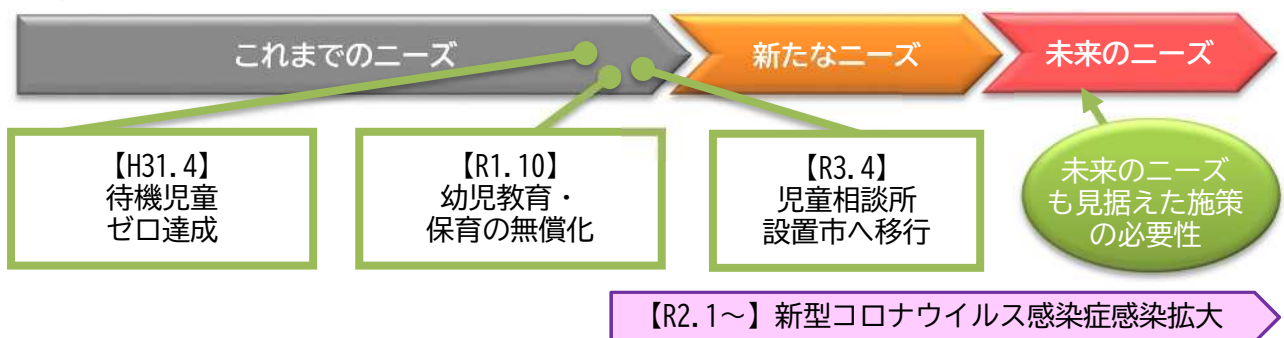 これまでのニーズ
新たなニーズ
未来のニーズ
【H31.4】
待機児童
ゼロ達成
【R1.10】
幼児教育・
保育の無償化
【R3.4】
児童相談所
設置市へ移行
未来のニーズ
も見据えた施策
の必要性
【R2.1～】新型コロナウイルス感染症感染拡大